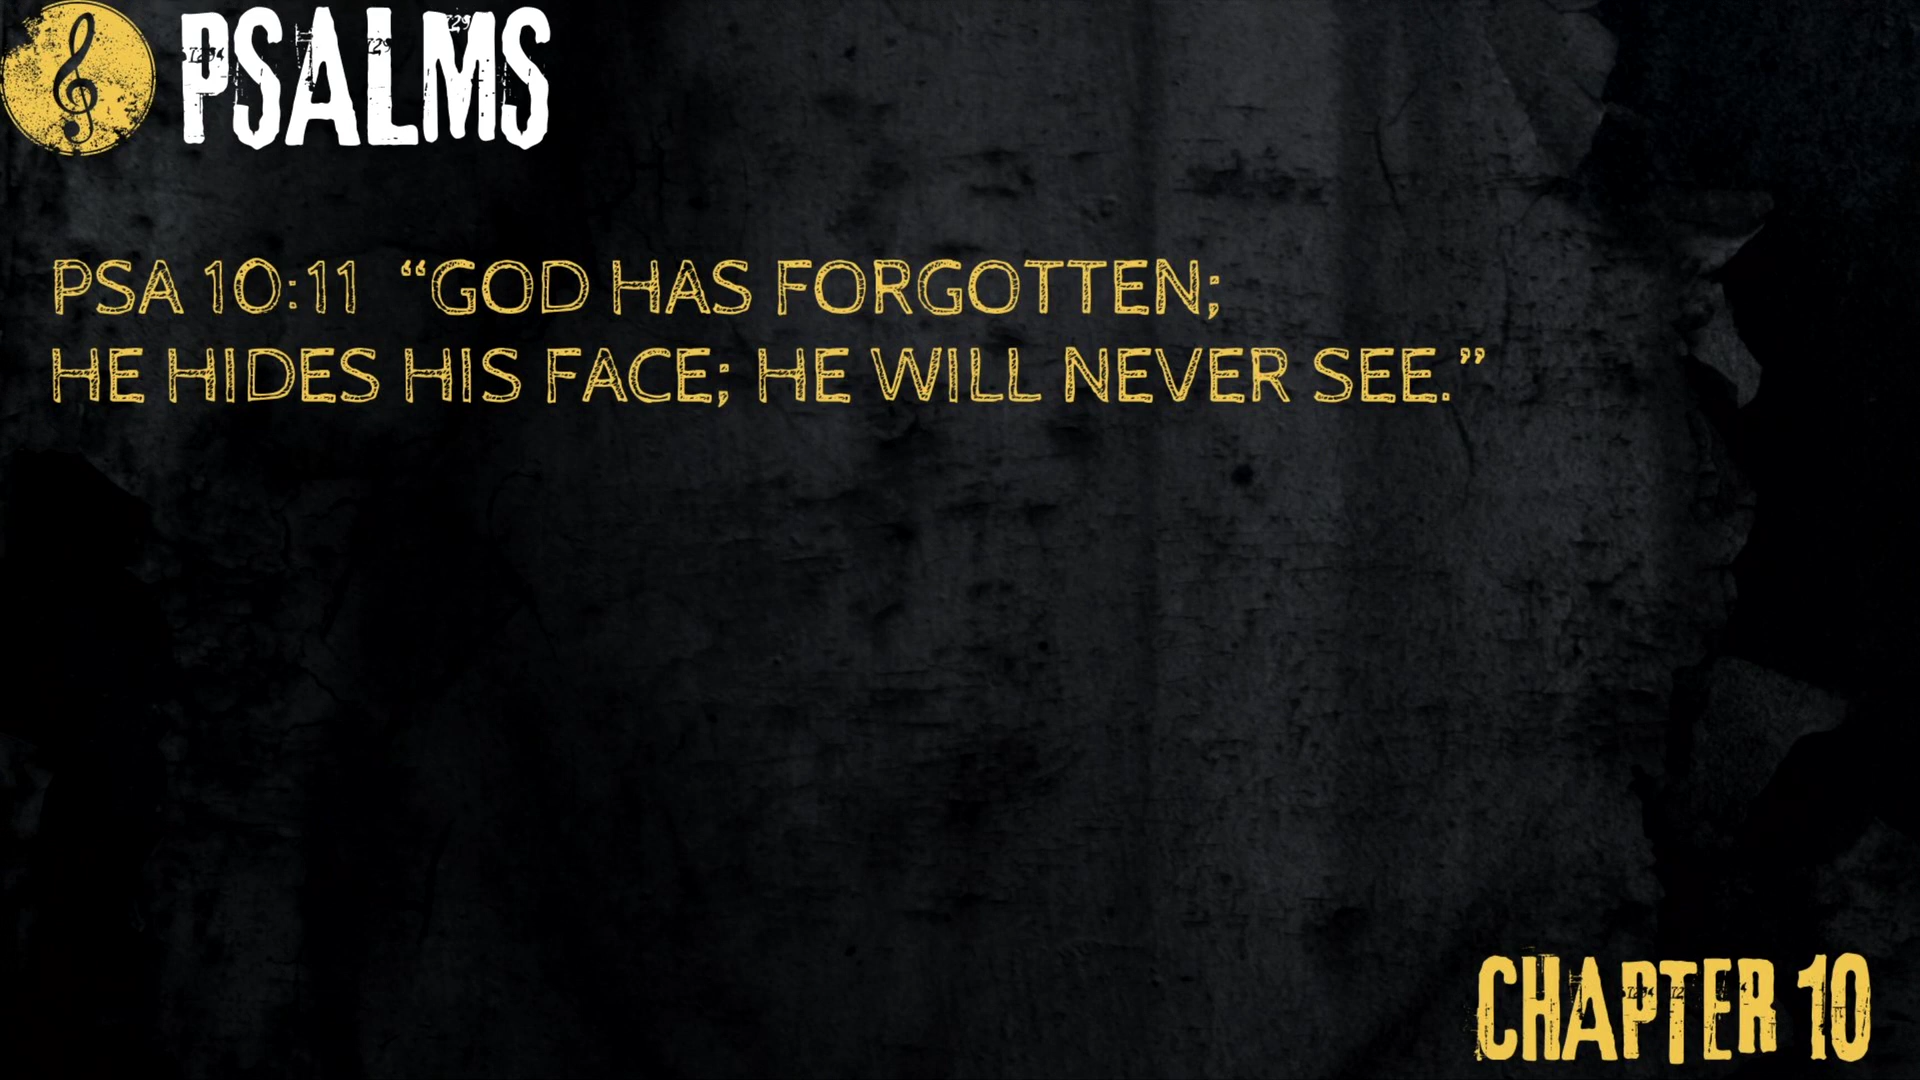 PSALMS
PSA 10:11 “GOD HAS FORGOTTEN;
HE HIDES HIS FACE; HE WILL NEVER SEE.”
CHAPTER 10